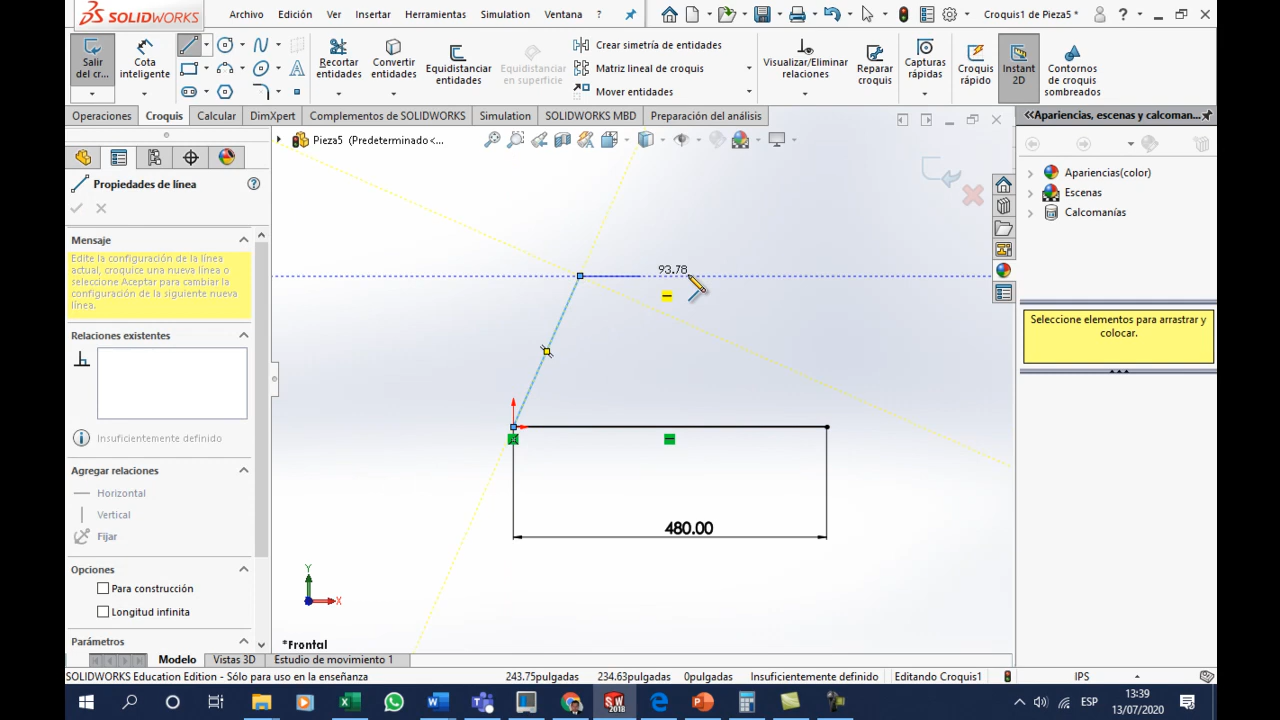 SOLIDWORKS
Archivo Edición Ver Insertar Herramientas Simulation Ventana ?
Croquis1 de Pieza5 *
Salir del cr...
Cota inteligente
Recortar entidades
Convertir entidades
Equidistanciar entidades
Equidistanciar en superficie
Crear simetría de entidades
Matriz lineal de croquis
Mover entidades
Visualizar/Eliminar relaciones
Reparar croquis
Capturas rápidas
Croquis rápido
Instant 2D
Contornos de croquis sombreados
Operaciones Croquis Calcular DimXpert Complementos de SOLIDWORKS Simulation SOLIDWORKS MBD Preparación del análisis
<<Apariencias, escenas y calcoman...
Pieza5 (Predeterminado<...
Propiedades de línea
Mensaje
Edite la configuración de la línea
actual, croquice una nueva línea o
seleccione Aceptar para cambiar la
configuración de la siguiente nueva
línea.
Relaciones existentes
Insuficientemente definido
Agregar relaciones
Horizontal
Vertical
Fijar
Opciones
Para construcción
Longitud infinita
Parámetros
93.78
480.00
Y
X
*Frontal
Apariencias(color)
Escenas
Calcomanías
Seleccione elementos para arrastrar y
colocar.
Modelo Vistas 3D Estudio de movimiento 1
SOLIDWORKS Education Edition - Sólo para uso en la enseñanza
243.75pulgadas 234.63pulgadas 0pulgadas Insuficientemente definido Editando Croquis1 IPS
SW 2018
ESP
13:39
13/07/2020